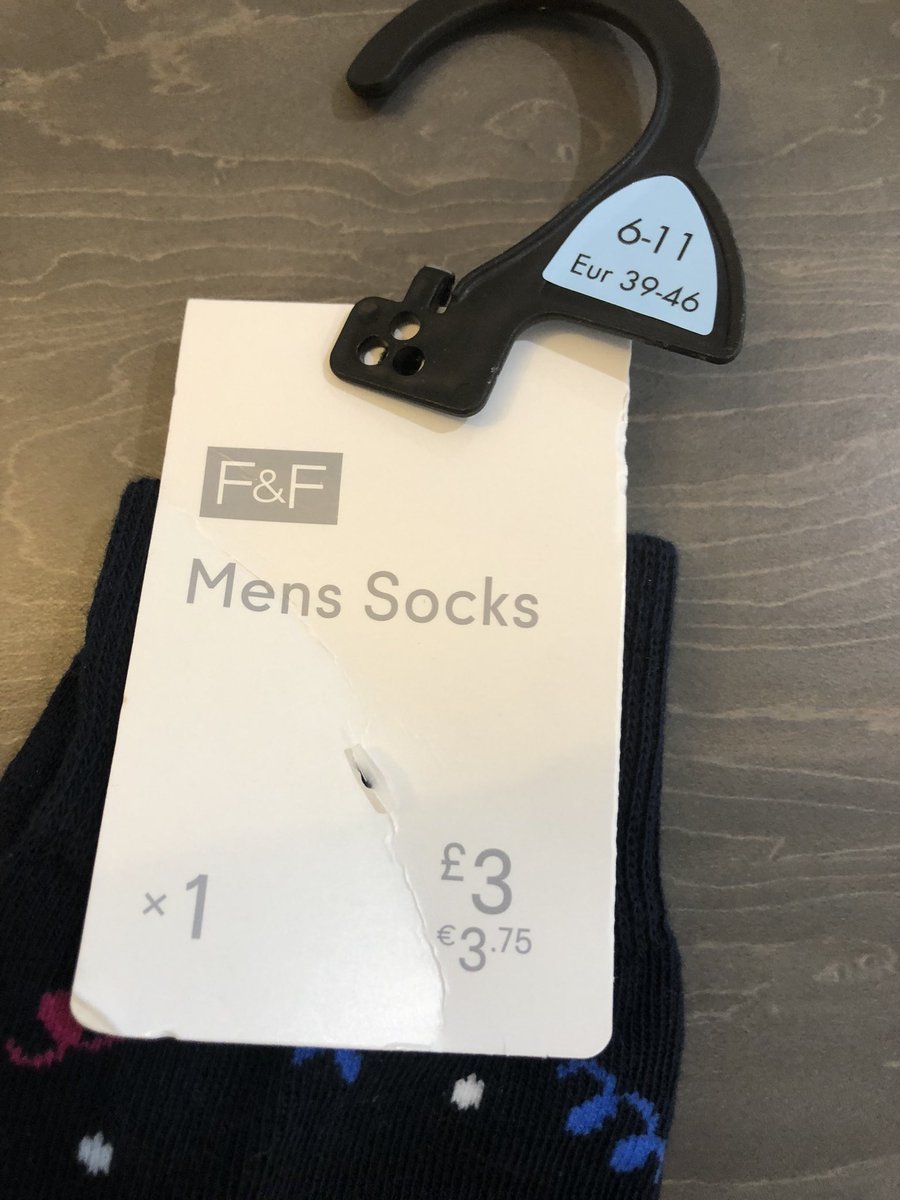 6-11
Eur 39-46
F&F
Mens Socks
×1
£3
€3.75